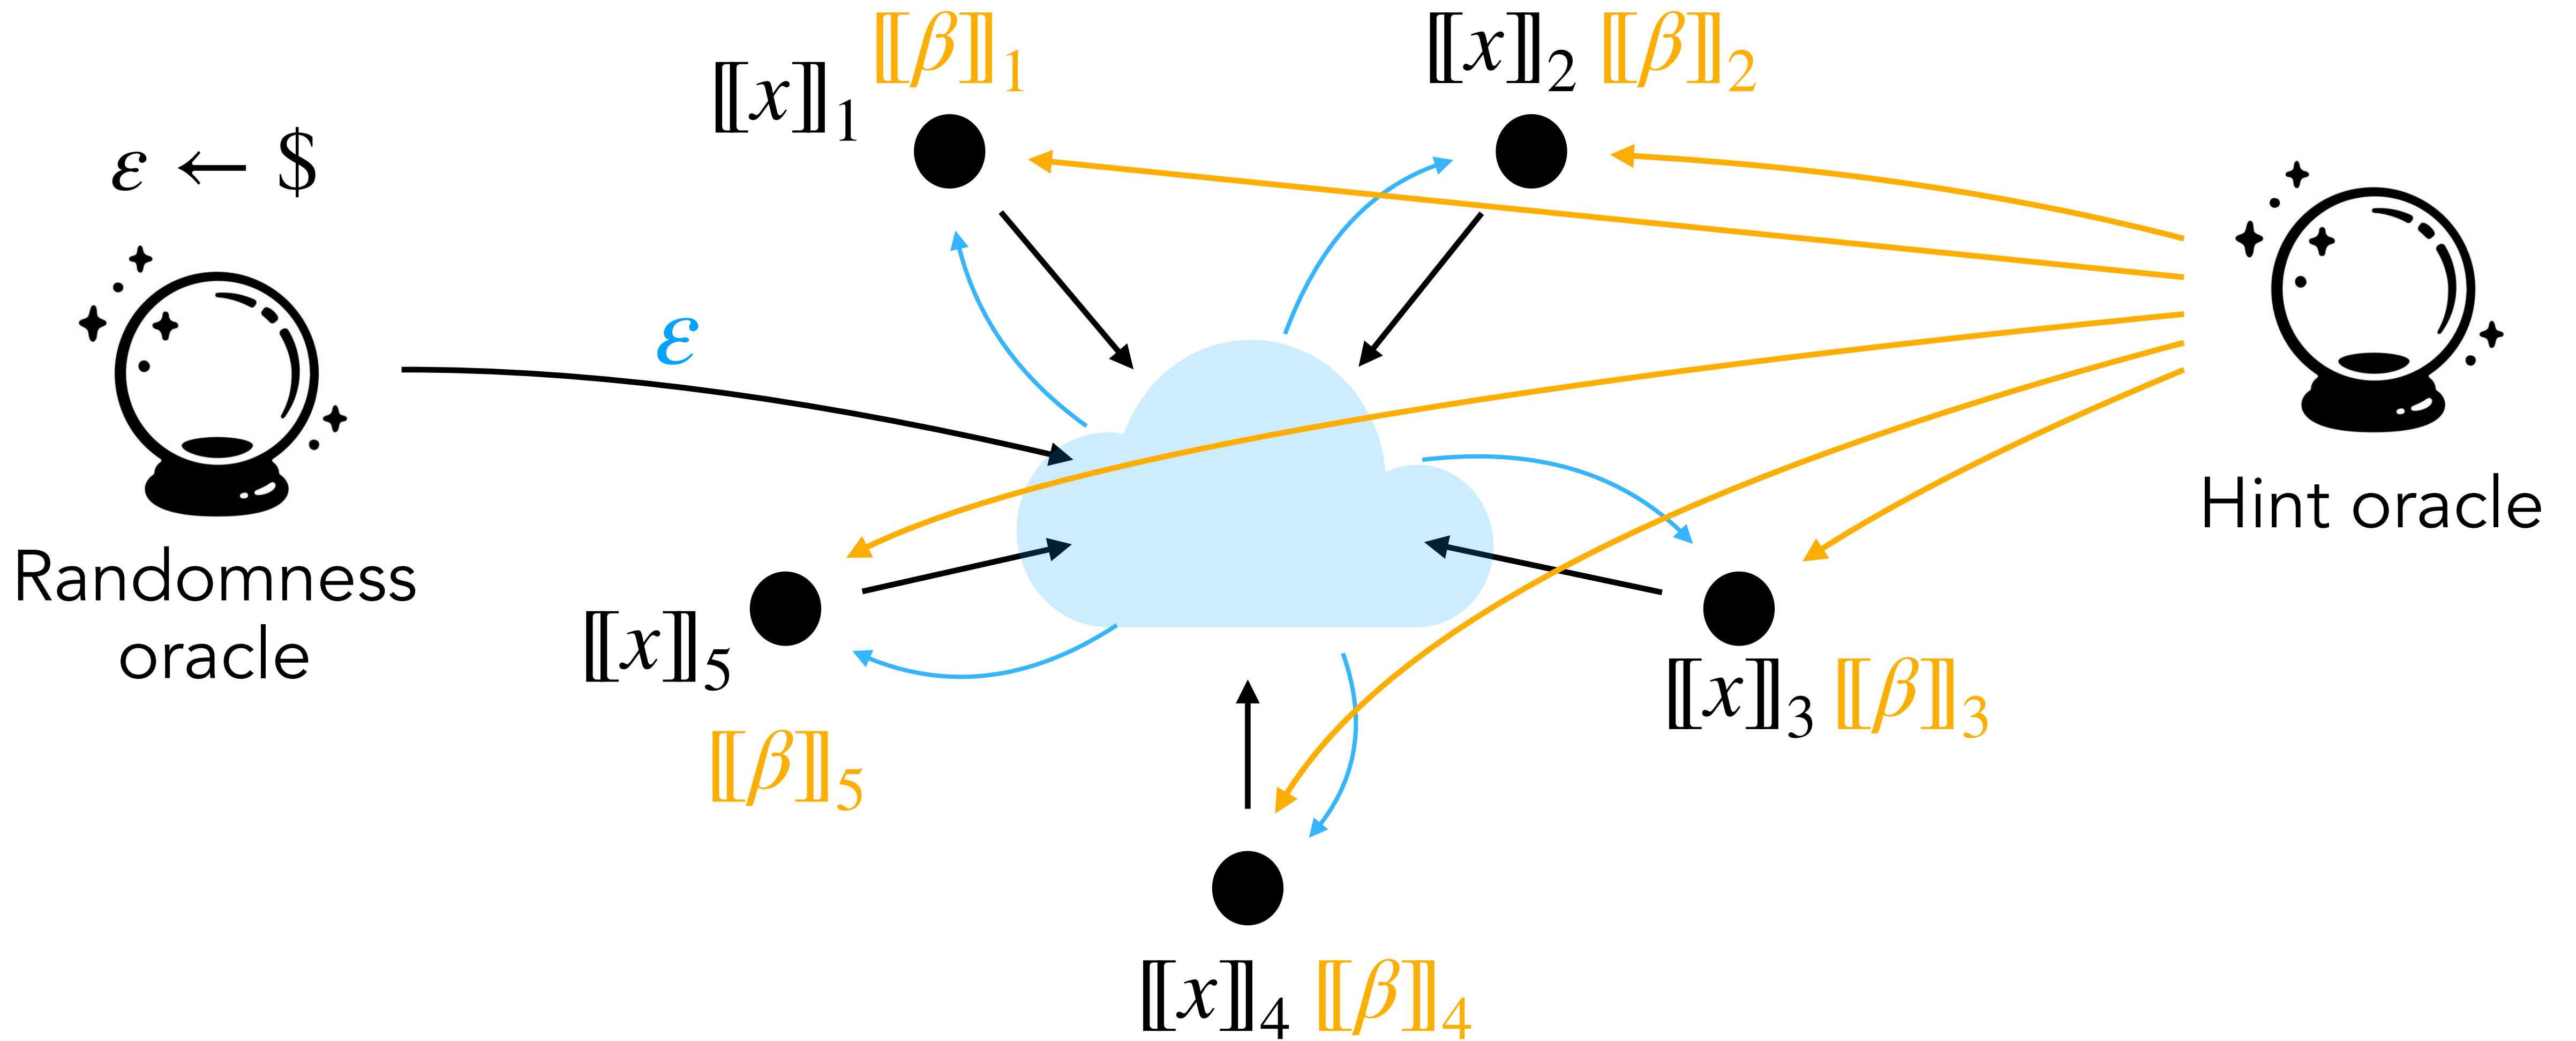 ⟦x⟧₁ ⟦β⟧₁
⟦x⟧₂ ⟦β⟧₂
ε ← $
ε
Hint oracle
Randomness
oracle
⟦x⟧₅
⟦β⟧₅
⟦x⟧₃ ⟦β⟧₃
⟦x⟧₄ ⟦β⟧₄